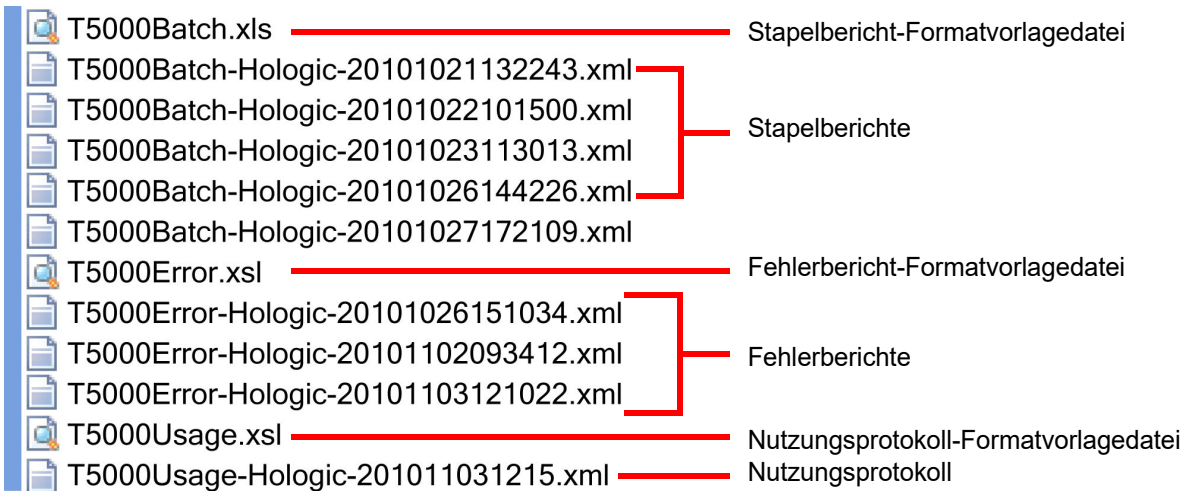 T5000Batch.xls Stapelbericht-Formatvorlagedatei
T5000Batch-Hologic-20101021132243.xml
T5000Batch-Hologic-20101022101500.xml
Stapelberichte
T5000Batch-Hologic-20101023113013.xml
T5000Batch-Hologic-20101026144226.xml
T5000Batch-Hologic-20101027172109.xml
T5000Error.xsl Fehlerbericht-Formatvorlagedatei
T5000Error-Hologic-20101026151034.xml
T5000Error-Hologic-20101102093412.xml Fehlerberichte
T5000Error-Hologic-20101103121022.xml
T5000Usage.xsl Nutzungsprotokoll-Formatvorlagedatei
T5000Usage-Hologic-201011031215.xml Nutzungsprotokoll